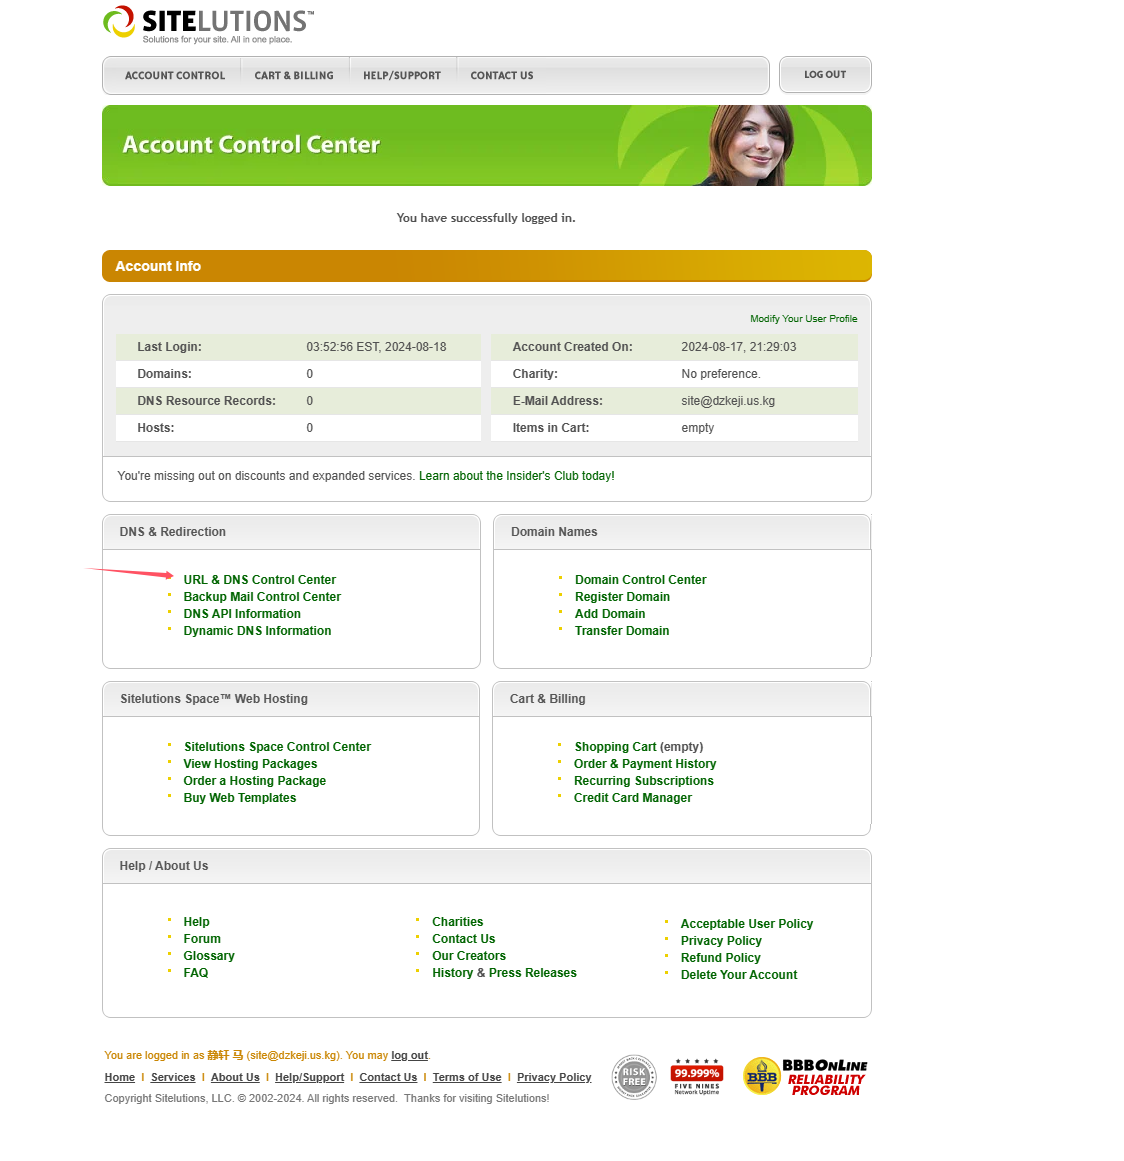 SITELUTIONS™
Solutions for your site. All in one place.
ACCOUNT CONTROL CART & BILLING HELP/SUPPORT CONTACT US LOG OUT
Account Control Center
You have successfully logged in.
Account Info
Modify Your User Profile
Last Login: 03:52:56 EST, 2024-08-18 Account Created On: 2024-08-17, 21:29:03
Domains: 0 Charity: No preference.
DNS Resource Records: 0 E-Mail Address: site@dzkeji.us.kg
Hosts: 0 Items in Cart: empty
You're missing out on discounts and expanded services. Learn about the Insider's Club today!
DNS & Redirection
URL & DNS Control Center
Backup Mail Control Center
DNS API Information
Dynamic DNS Information
Domain Names
Domain Control Center
Register Domain
Add Domain
Transfer Domain
Sitelutions Space™ Web Hosting
Sitelutions Space Control Center
View Hosting Packages
Order a Hosting Package
Buy Web Templates
Cart & Billing
Shopping Cart (empty)
Order & Payment History
Recurring Subscriptions
Credit Card Manager
Help / About Us
Help
Forum
Glossary
FAQ
Charities
Contact Us
Our Creators
History & Press Releases
Acceptable User Policy
Privacy Policy
Refund Policy
Delete Your Account
You are logged in as 静轩 马 (site@dzkeji.us.kg). You may log out.
Home | Services | About Us | Help/Support | Contact Us | Terms of Use | Privacy Policy
Copyright Sitelutions, LLC. © 2002-2024. All rights reserved. Thanks for visiting Sitelutions!
RISK
FREE
99.999%
FIVE NINES
Network Uptime
BBB
BBBOnLINE
RELIABILITY
PROGRAM